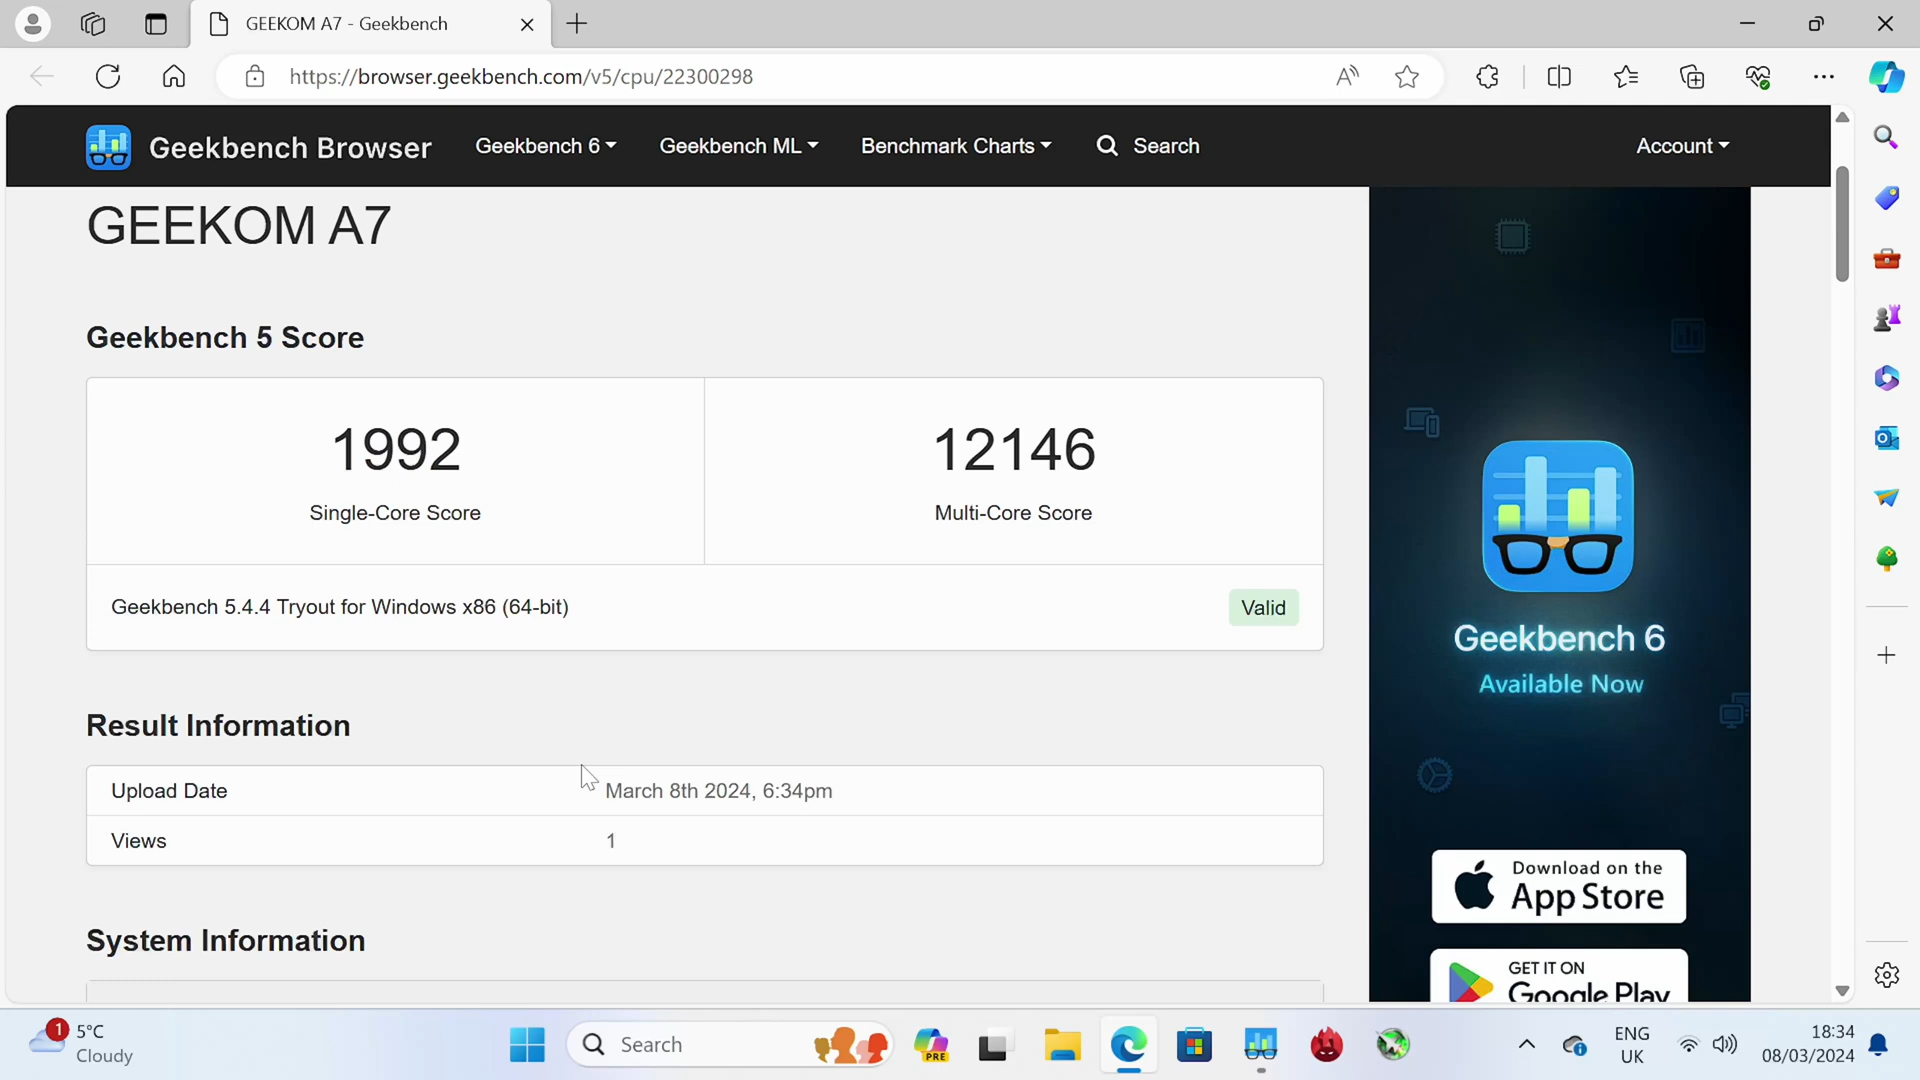 GEEKOM A7 - Geekbench
https://browser.geekbench.com/v5/cpu/22300298
Geekbench Browser
Geekbench 6
Geekbench ML
Benchmark Charts
Search
Account
GEEKOM A7
Geekbench 5 Score
1992
12146
Single-Core Score
Multi-Core Score
Geekbench 5.4.4 Tryout for Windows x86 (64-bit)
Valid
Result Information
Upload Date
March 8th 2024, 6:34pm
Views
1
System Information
Geekbench 6
Available Now
Download on the
App Store
GET IT ON
Google Play
1
5°C
Cloudy
Search
PRE
ENG
UK
18:34
08/03/2024